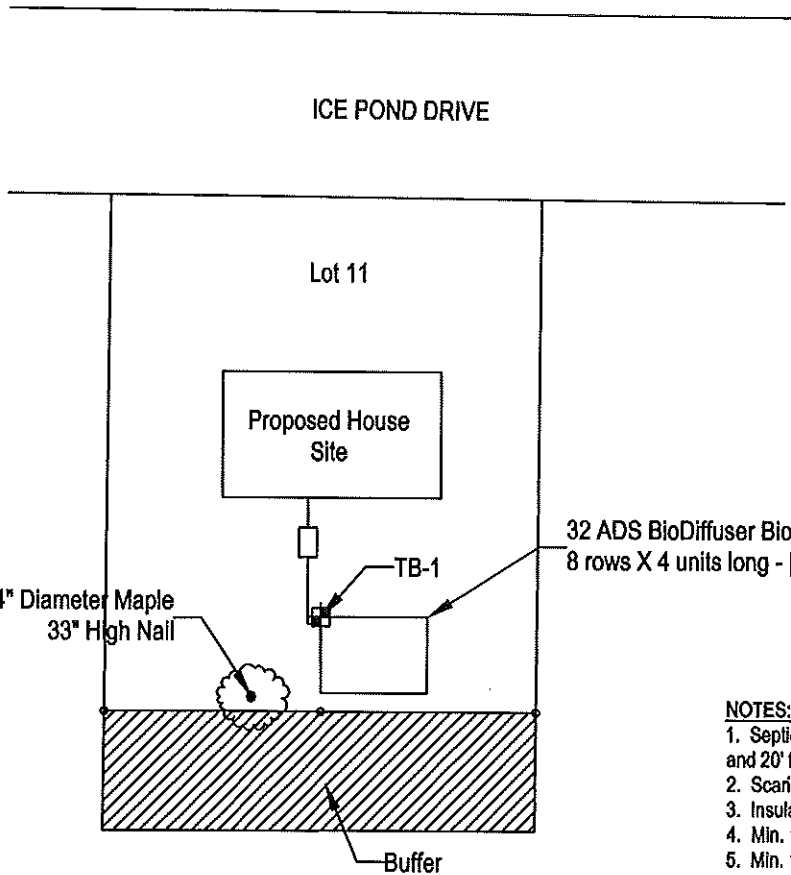 ICE POND DRIVE
Lot 11
Proposed House
Site
32 ADS BioDiffuser Bio
8 rows X 4 units long -
TB-1
4" Diameter Maple
33" High Nail
NOTES:
1. Septi
and 20'
2. Scari
3. Insula
4. Min.
5. Min.
Buffer